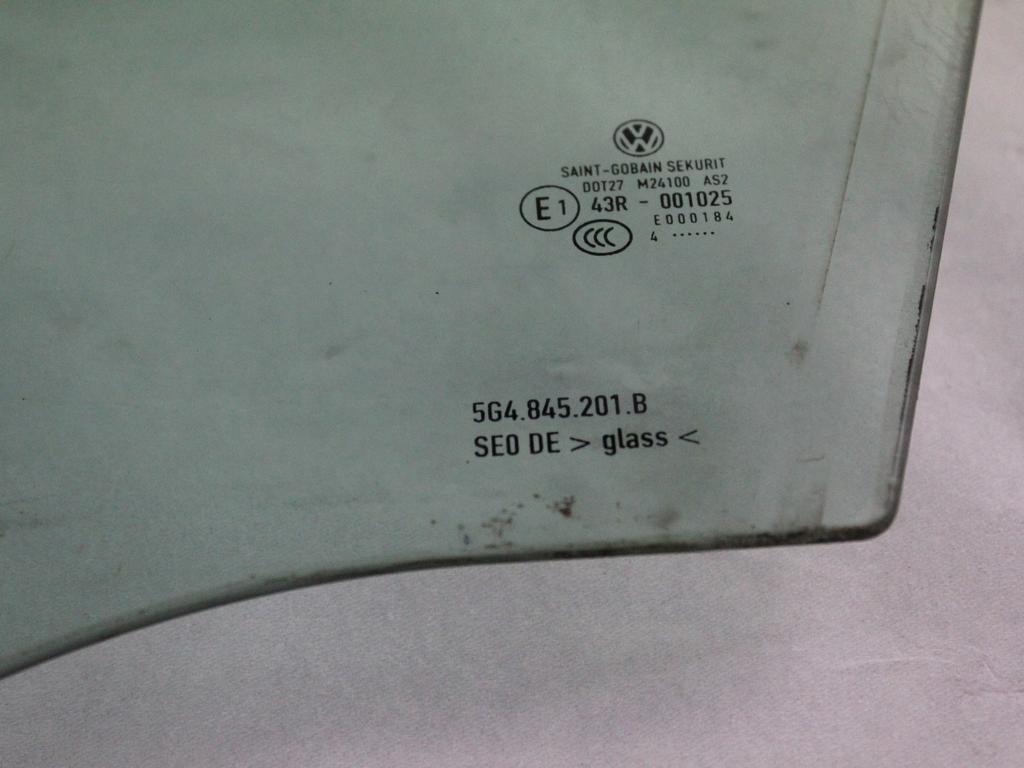 SAINT-GOBAIN SEKURIT
DOT27 M24100 AS2
E1 43R - 001025
E000184
CCC 4 ······
5G4.845.201.B
SE0 DE > glass <